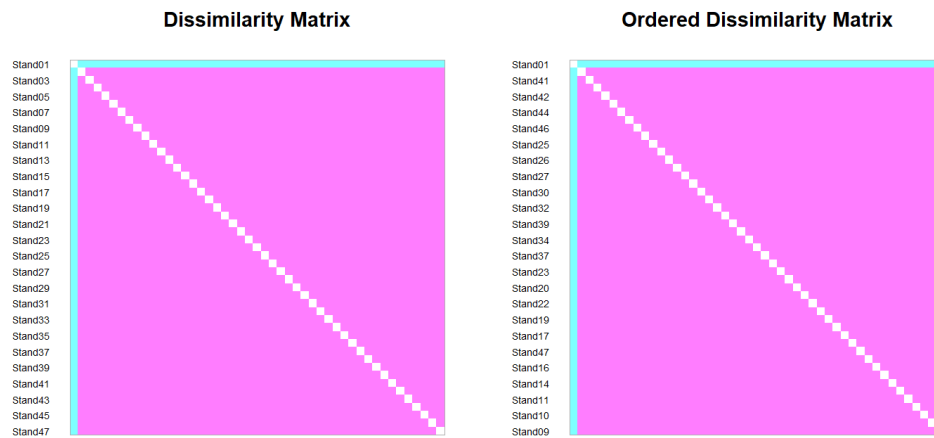 Dissimilarity Matrix
Stand01
Stand03
Stand05
Stand07
Stand09
Stand11
Stand13
Stand15
Stand17
Stand19
Stand21
Stand23
Stand25
Stand27
Stand29
Stand31
Stand33
Stand35
Stand37
Stand39
Stand41
Stand43
Stand45
Stand47
Ordered Dissimilarity Matrix
Stand01
Stand41
Stand42
Stand44
Stand46
Stand25
Stand26
Stand27
Stand30
Stand32
Stand39
Stand34
Stand37
Stand23
Stand20
Stand22
Stand19
Stand17
Stand47
Stand16
Stand14
Stand11
Stand10
Stand09